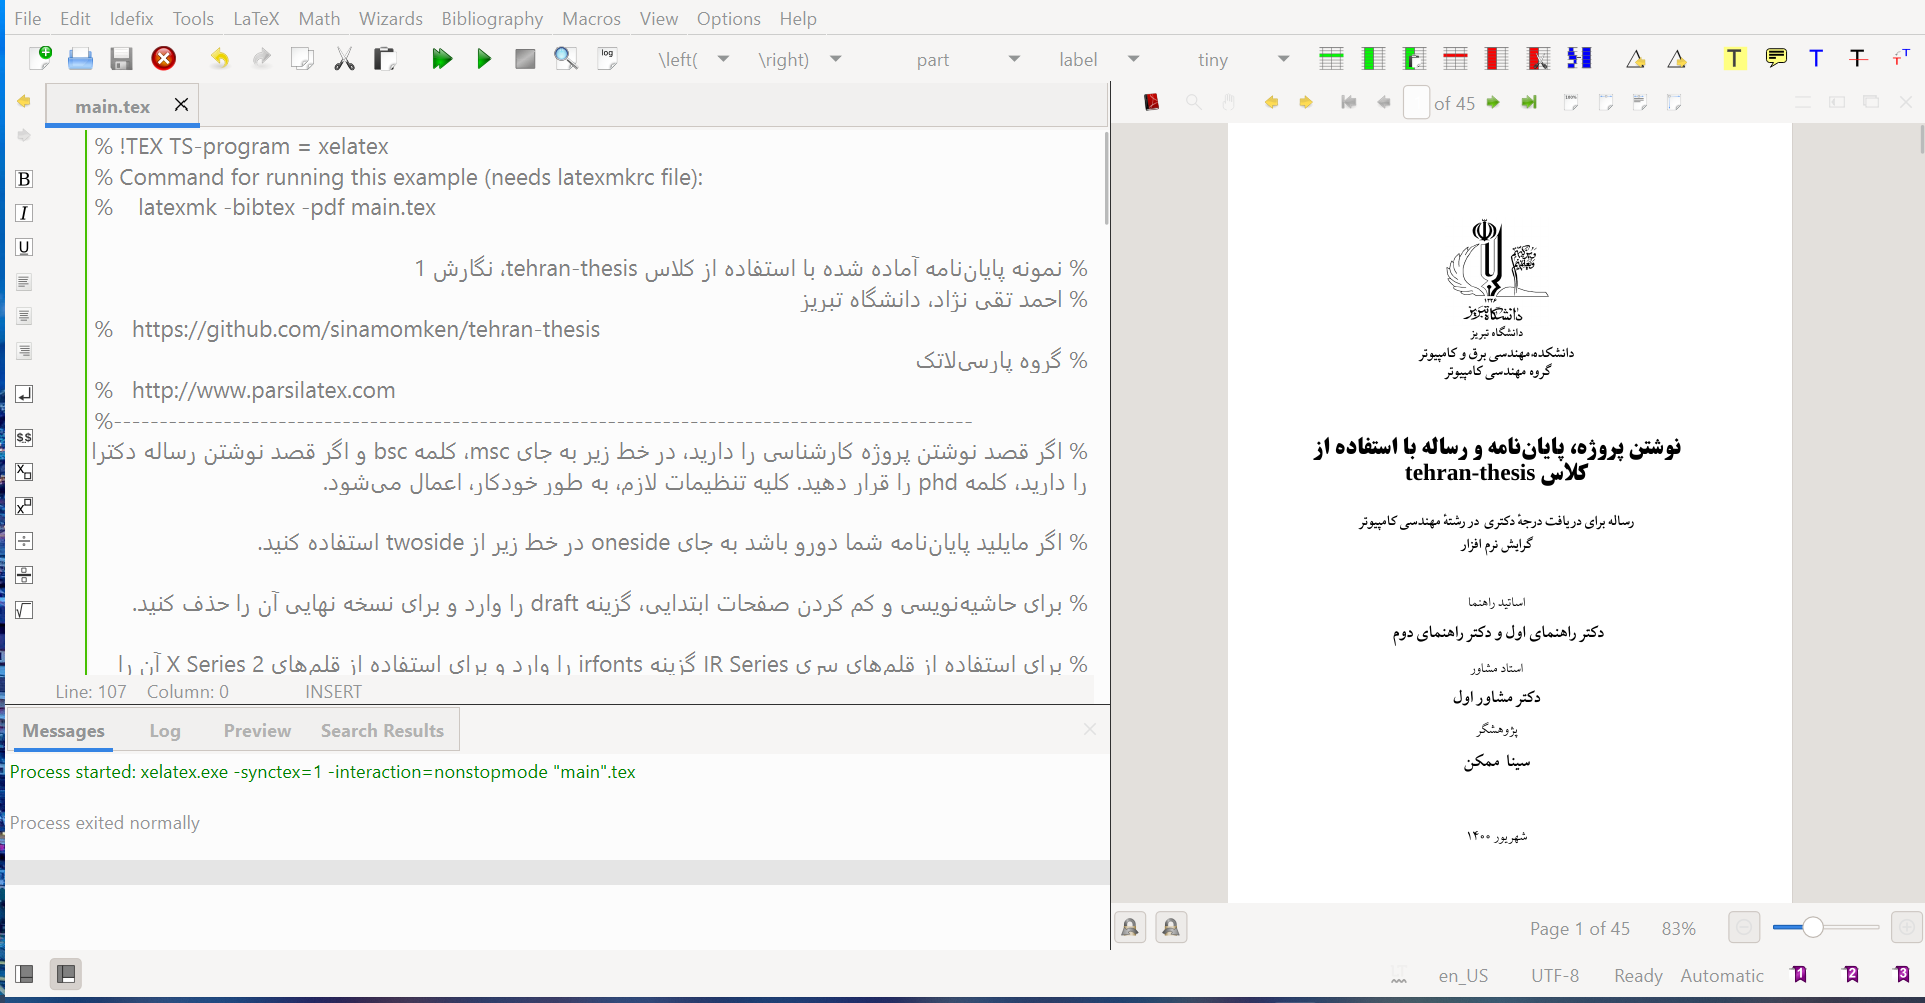 File Edit Idefix Tools LaTeX Math Wizards Bibliography Macros View Options Help
log \left( \right) part label tiny
main.tex
of 45
% !TEX TS-program = xelatex
% Command for running this example (needs latexmkrc file):
% latexmk -bibtex -pdf main.tex
% نمونه پایان‌نامه آماده شده با استفاده از کلاس tehran-thesis، نگارش 1
% احمد تقی نژاد، دانشگاه تبریز
% https://github.com/sinamomken/tehran-thesis
% گروه پارسی‌لاتک
% http://www.parsilatex.com
%----------------------------------------------------------------------------------------------
% اگر قصد نوشتن پروژه کارشناسی را دارید، در خط زیر به جای msc، کلمه bsc و اگر قصد نوشتن رساله دکترا
را دارید، کلمه phd را قرار دهید. کلیه تنظیمات لازم، به طور خودکار، اعمال می‌شود.
% اگر مایلید پایان‌نامه شما دورو باشد به جای oneside در خط زیر از twoside استفاده کنید.
% برای حاشیه‌نویسی و کم کردن صفحات ابتدایی، گزینه draft را وارد و برای نسخه نهایی آن را حذف کنید.
% برای استفاده از قلم‌های سری IR Series گزینه irfonts را وارد و برای استفاده از قلم‌های X Series 2 آن را
Line: 107 Column: 0 INSERT
Messages Log Preview Search Results
Process started: xelatex.exe -synctex=1 -interaction=nonstopmode "main".tex
Process exited normally
۱۳۲۶
دانشگاه تبریز
دانشگاه تبریز
دانشکده‌مهندسی برق و کامپیوتر
گروه مهندسی کامپیوتر
نوشتن پروژه، پایان‌نامه و رساله با استفاده از
کلاس tehran-thesis
رساله برای دریافت درجهٔ دکتری در رشتهٔ مهندسی کامپیوتر
گرایش نرم افزار
اساتید راهنما
دکتر راهنمای اول و دکتر راهنمای دوم
استاد مشاور
دکتر مشاور اول
پژوهشگر
سینا ممکن
شهریور ۱۴۰۰
Page 1 of 45 83%
en_US UTF-8 Ready Automatic 1 2 3